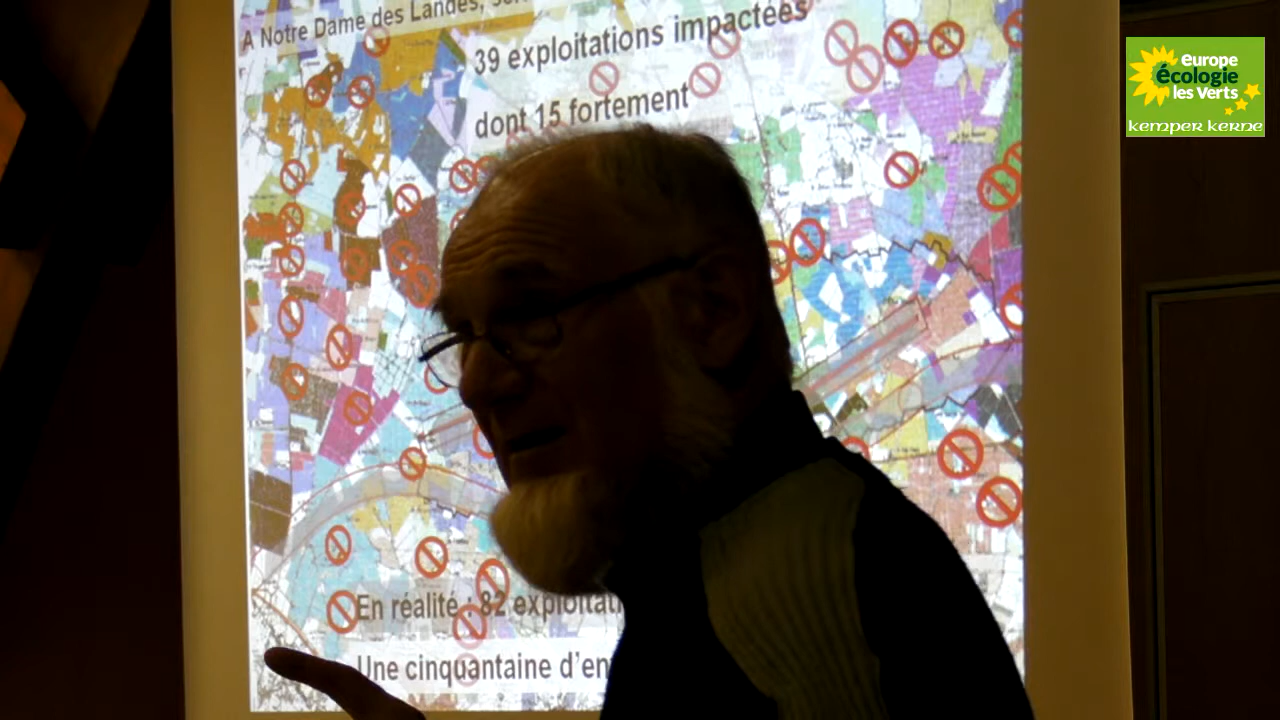 A Notre Dame des Landes,
39 exploitations impactées
dont 15 fortement
En réalité : 82
Une cinquantaine
europe
écologie
les Verts
kemper kerne